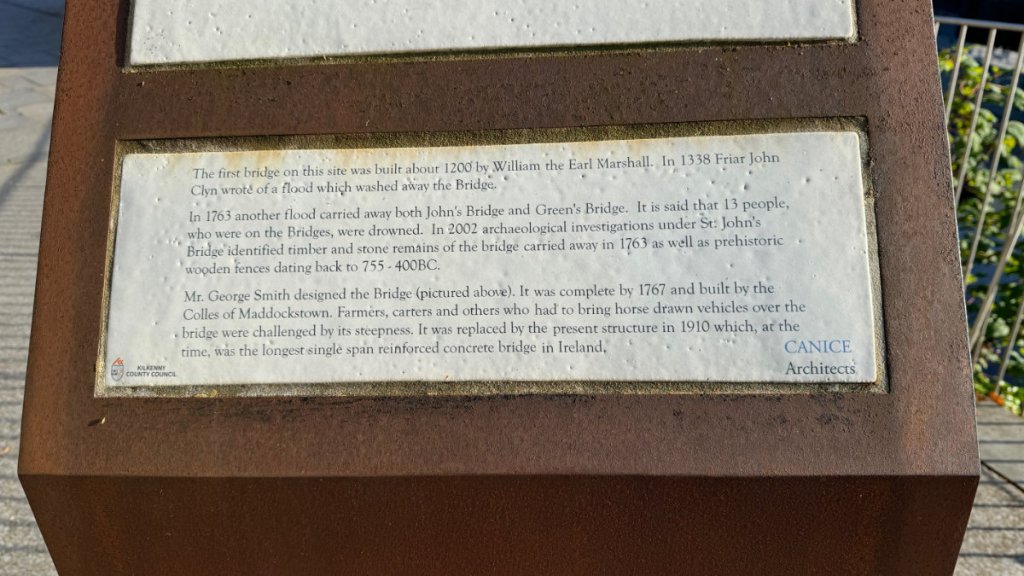 The first bridge on this site was built about 1200 by William the Earl Marshall. In 1338 Friar John
Clyn wrote of a flood which washed away the Bridge.
In 1763 another flood carried away both John's Bridge and Green's Bridge. It is said that 13 people,
who were on the Bridges, were drowned. In 2002 archaeological investigations under St. John's
Bridge identified timber and stone remains of the bridge carried away in 1763 as well as prehistoric
wooden fences dating back to 755 - 400BC.
Mr. George Smith designed the Bridge (pictured above). It was complete by 1767 and built by the
Colles of Maddockstown. Farmers, carters and others who had to bring horse drawn vehicles over the
bridge were challenged by its steepness. It was replaced by the present structure in 1910 which, at the
time, was the longest single span reinforced concrete bridge in Ireland.
KILKENNY
COUNTY COUNCIL
CANICE
Architects